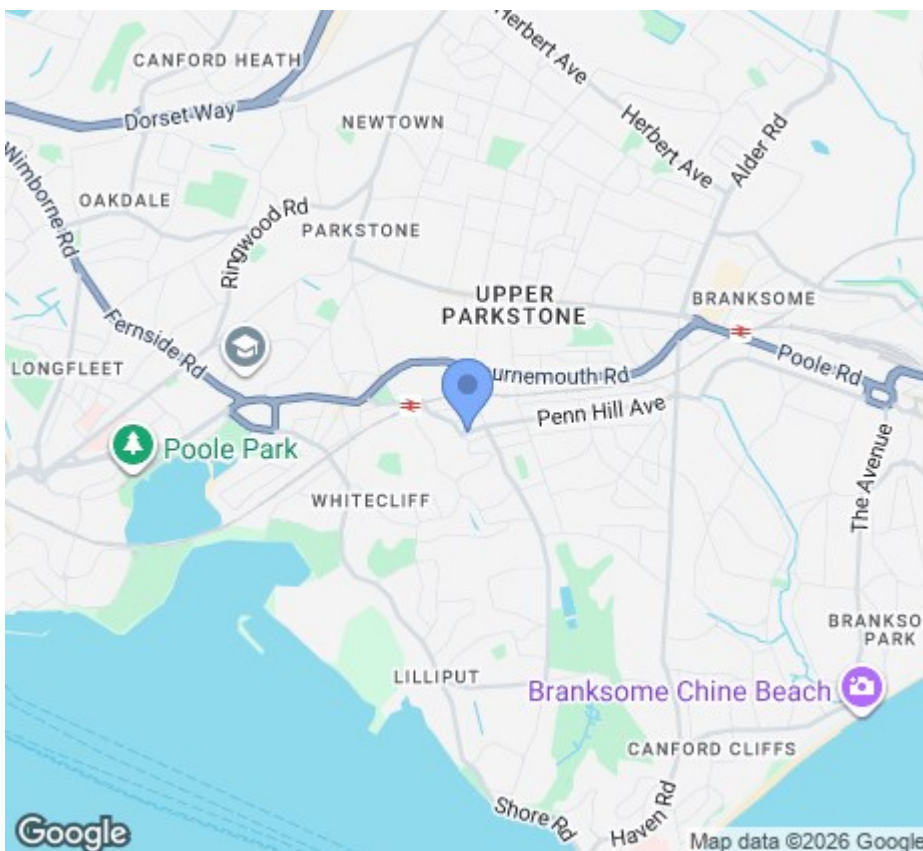 Herbert Ave
CANFORD HEATH
Dorset Way
NEWTOWN
Herbert Ave
Alder Rd
Wimborne Rd
OAKDALE
Ringwood Rd
PARKSTONE
UPPER
PARKSTONE
BRANKSOME
Fernside Rd
LONGFLEET
urnemouth Rd
Poole Rd
Penn Hill Ave
Poole Park
The Avenue
WHITECLIFF
BRANKSO
PARK
LILLIPUT
Branksome Chine Beach
CANFORD CLIFFS
Shore Rd
Haven Rd
Google
Map data ©2026 Google